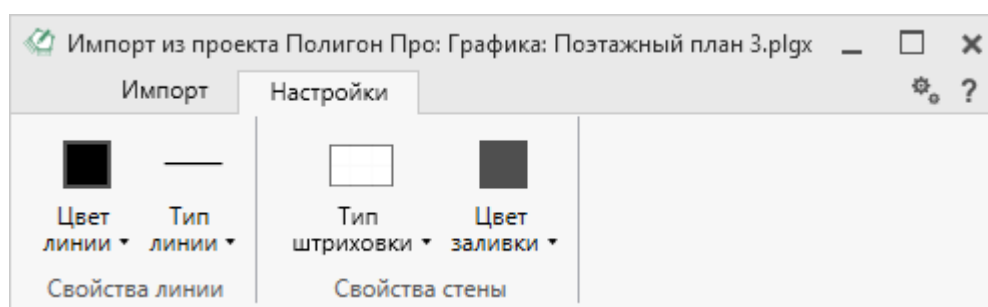 Импорт из проекта Полигон Про: Графика: Поэтажный план 3.plgx
Импорт Настройки ?
Цвет линии
Тип линии
Тип штриховки
Цвет заливки
Свойства линии
Свойства стены